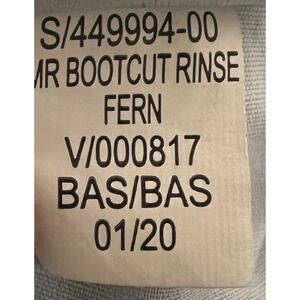 S/449994-00
MR BOOTCUT RINSE
FERN
V/000817
BAS/BAS
01/20